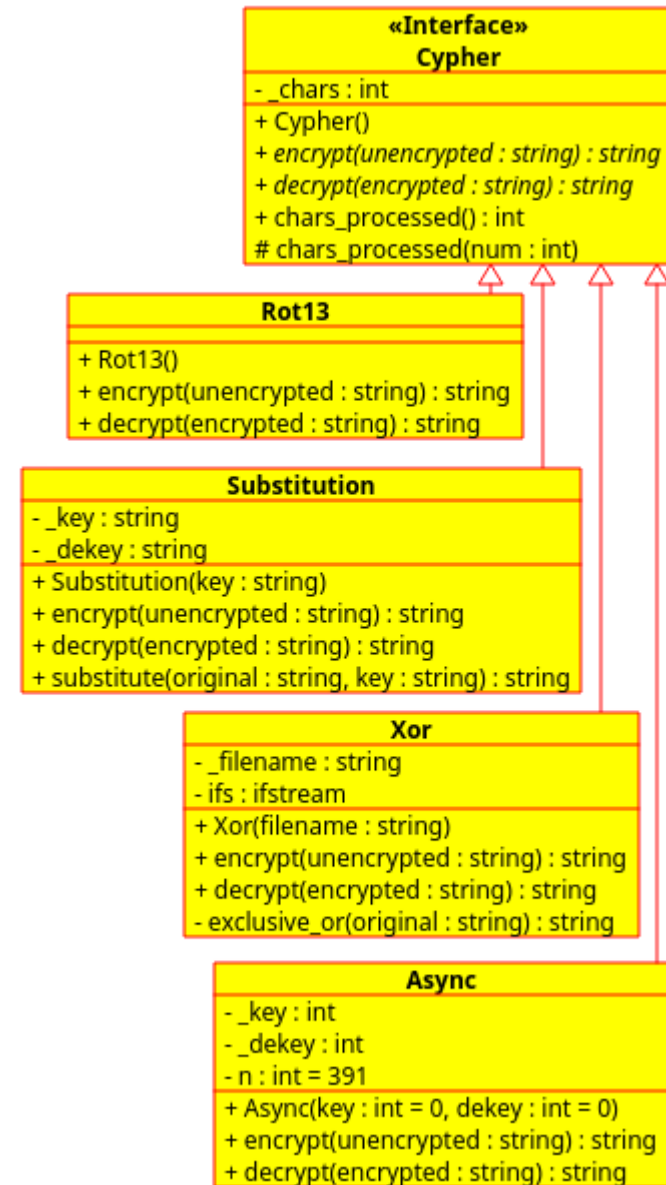 «Interface»
Cypher
- _chars : int
+ Cypher()
+ encrypt(unencrypted : string) : string
+ decrypt(encrypted : string) : string
+ chars_processed() : int
# chars_processed(num : int)
Rot13
+ Rot13()
+ encrypt(unencrypted : string) : string
+ decrypt(encrypted : string) : string
Substitution
- _key : string
- _dekey : string
+ Substitution(key : string)
+ encrypt(unencrypted : string) : string
+ decrypt(encrypted : string) : string
+ substitute(original : string, key : string) : string
Xor
- _filename : string
- ifs : ifstream
+ Xor(filename : string)
+ encrypt(unencrypted : string) : string
+ decrypt(encrypted : string) : string
- exclusive_or(original : string) : string
Async
- _key : int
- _dekey : int
- n : int = 391
+ Async(key : int = 0, dekey : int = 0)
+ encrypt(unencrypted : string) : string
+ decrypt(encrypted : string) : string